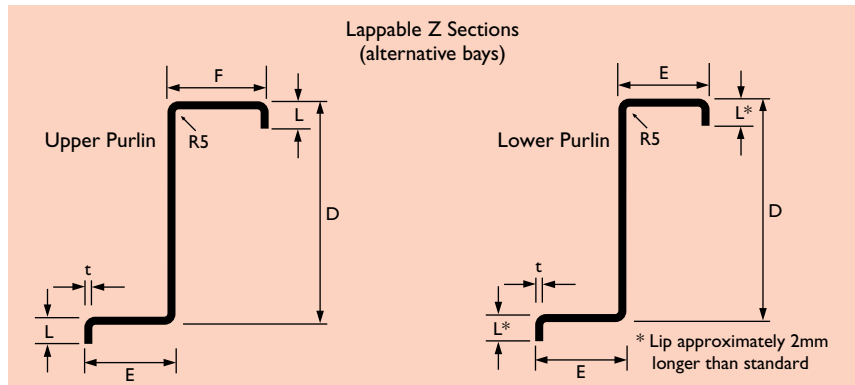 Lappable Z Sections
(alternative bays)
F
L
Upper Purlin
R5
D
t
L
E
E
L*
Lower Purlin
R5
D
t
L*
E
* Lip approximately 2mm
longer than standard